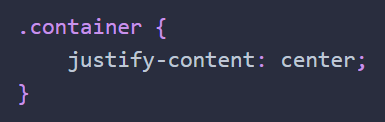 .container {
    justify-content: center;
}